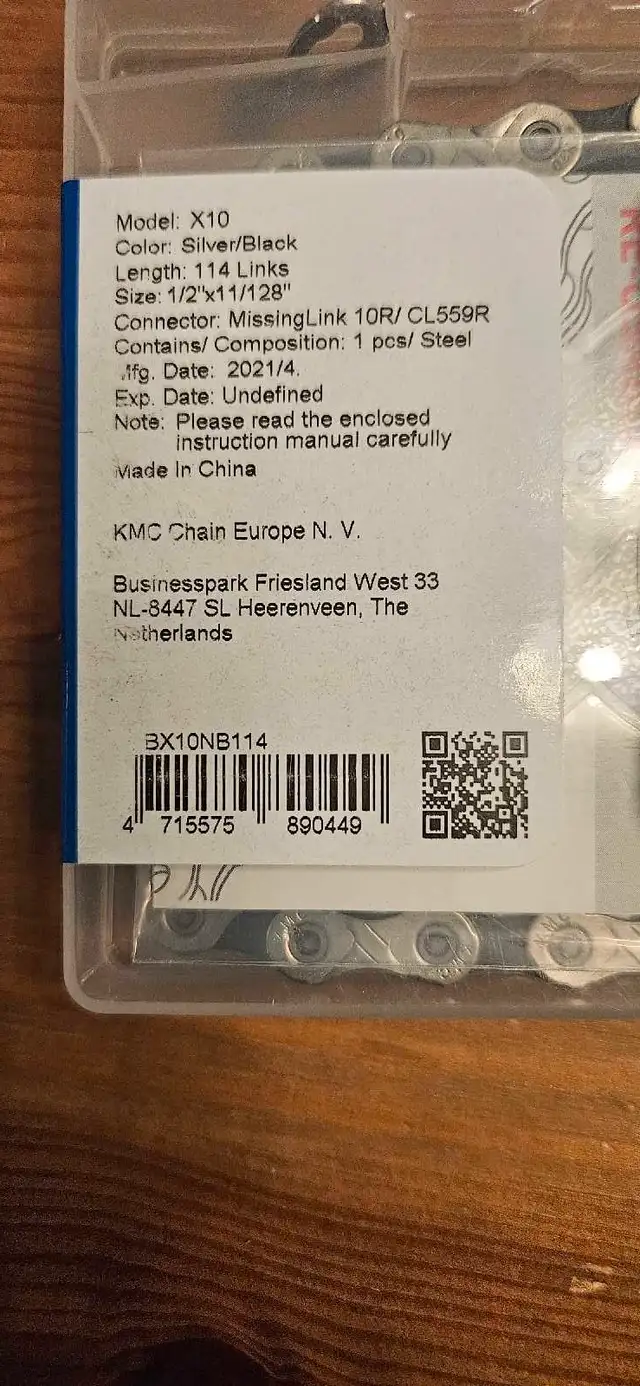 Model: X10
Color: Silver/Black
Length: 114 Links
Size: 1/2"x11/128"
Connector: MissingLink 10R/ CL559R
Contains/ Composition: 1 pcs/ Steel
Mfg. Date: 2021/4.
Exp. Date: Undefined
Note: Please read the enclosed
instruction manual carefully
Made In China
KMC Chain Europe N. V.
Businesspark Friesland West 33
NL-8447 SL Heerenveen, The
Netherlands
BX10NB114
4 715575 890449